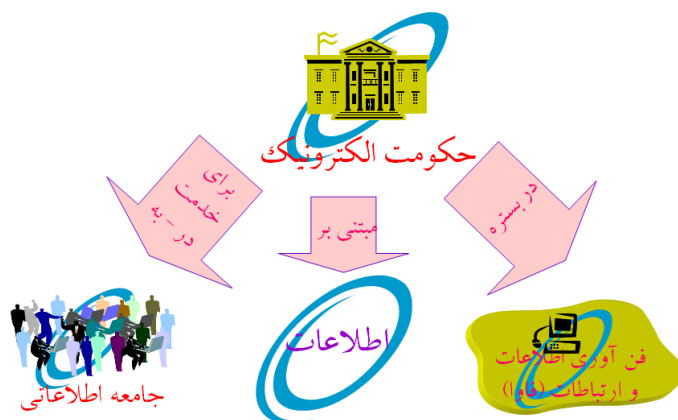 حکومت الکترونیک
در بستره
مبتنی بر
برای
خدمت
در – به
فن آوری اطلاعات
و ارتباطات (فاوا)
اطلاعات
جامعه اطلاعاتی